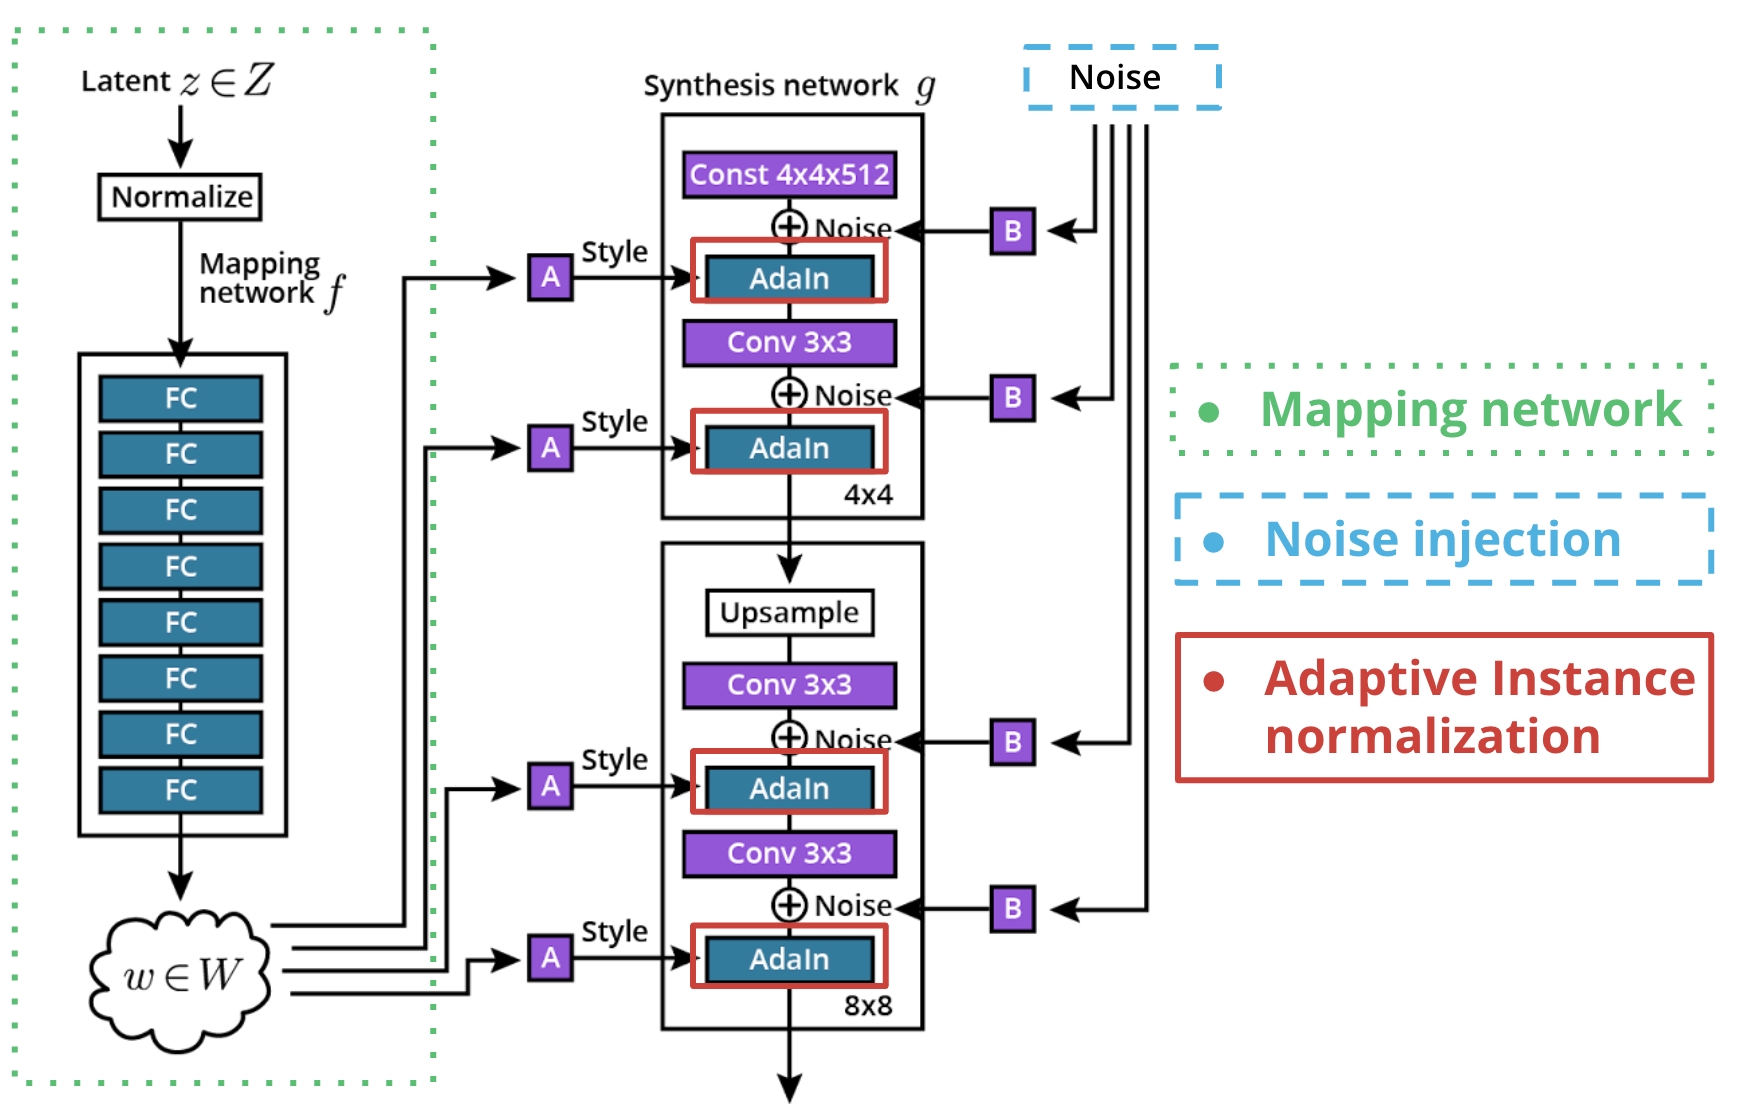 Latent z ∈ Z
Normalize
Mapping
network f
FC
FC
FC
FC
FC
FC
FC
FC
w ∈ W
Synthesis network g
Const 4x4x512
Noise
A
Style
AdaIn
B
Conv 3x3
Noise
A
Style
AdaIn
B
4x4
Upsample
Conv 3x3
Noise
A
Style
AdaIn
B
Conv 3x3
Noise
A
Style
AdaIn
B
8x8
Noise
• Mapping network
• Noise injection
• Adaptive Instance
normalization